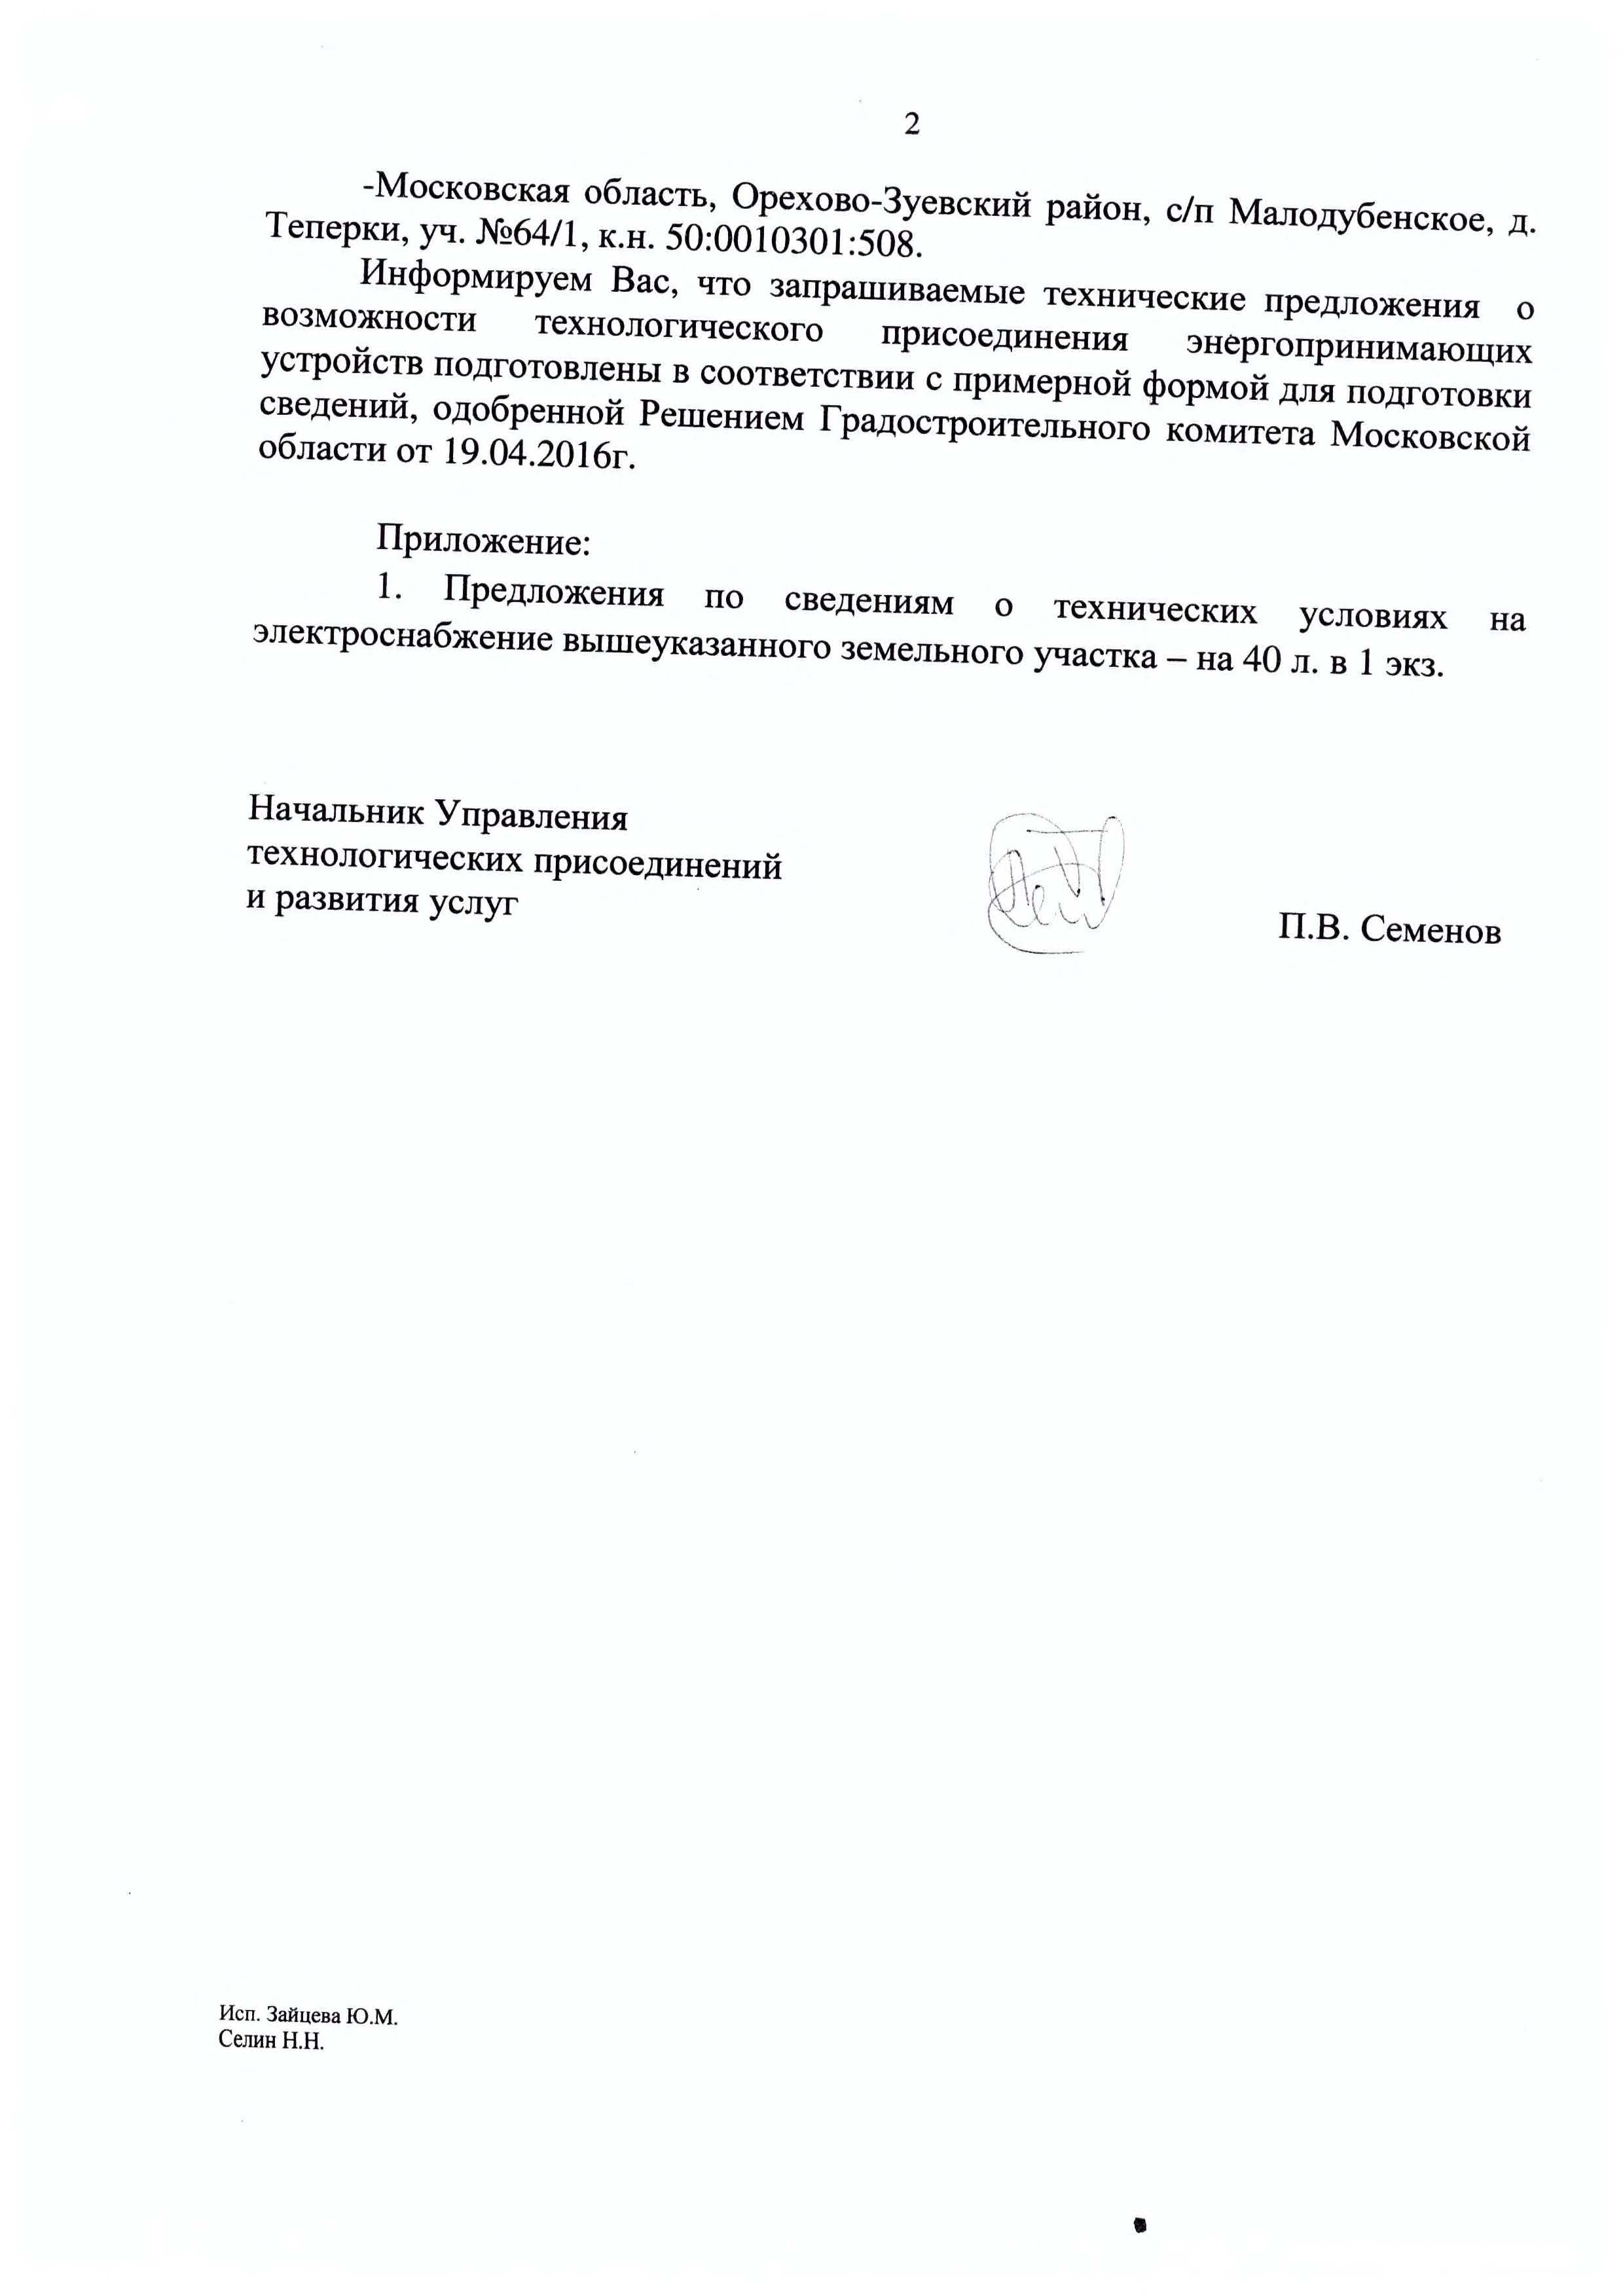 2
-Московская область, Орехово-Зуевский район, с/п Малодубенское, д.
Теперки, уч. №64/1, к.н. 50:0010301:508.
Информируем Вас, что запрашиваемые технические предложения о
возможности технологического присоединения энергопринимающих
устройств подготовлены в соответствии с примерной формой для подготовки
сведений, одобренной Решением Градостроительного комитета Московской
области от 19.04.2016г.
Приложение:
1. Предложения по сведениям о технических условиях на
электроснабжение вышеуказанного земельного участка – на 40 л. в 1 экз.
Начальник Управления
технологических присоединений
и развития услуг
П.В. Семенов
Исп. Зайцева Ю.М.
Селин Н.Н.